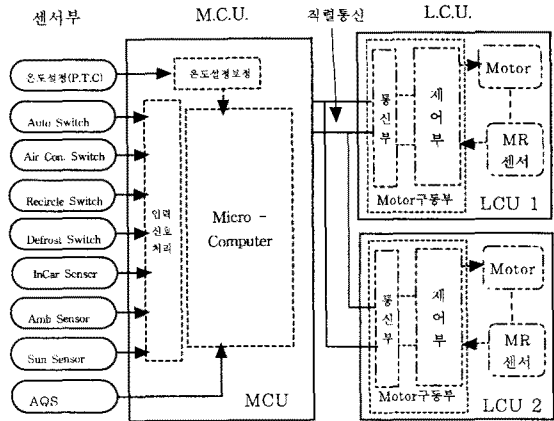 센서부
M.C.U.
직렬통신
L.C.U.
온도설정(P.T.C)
Auto Switch
Air Con. Switch
Recircle Switch
Defrost Switch
InCar Senser
Amb Sensor
Sun Sensor
AQS
온도설정보정
입력
신호
처리
Micro -
Computer
MCU
통
신
부
제
어
부
Motor구동부
Motor
MR
센서
LCU 1
통
신
부
제
어
부
Motor구동부
Motor
MR
센서
LCU 2